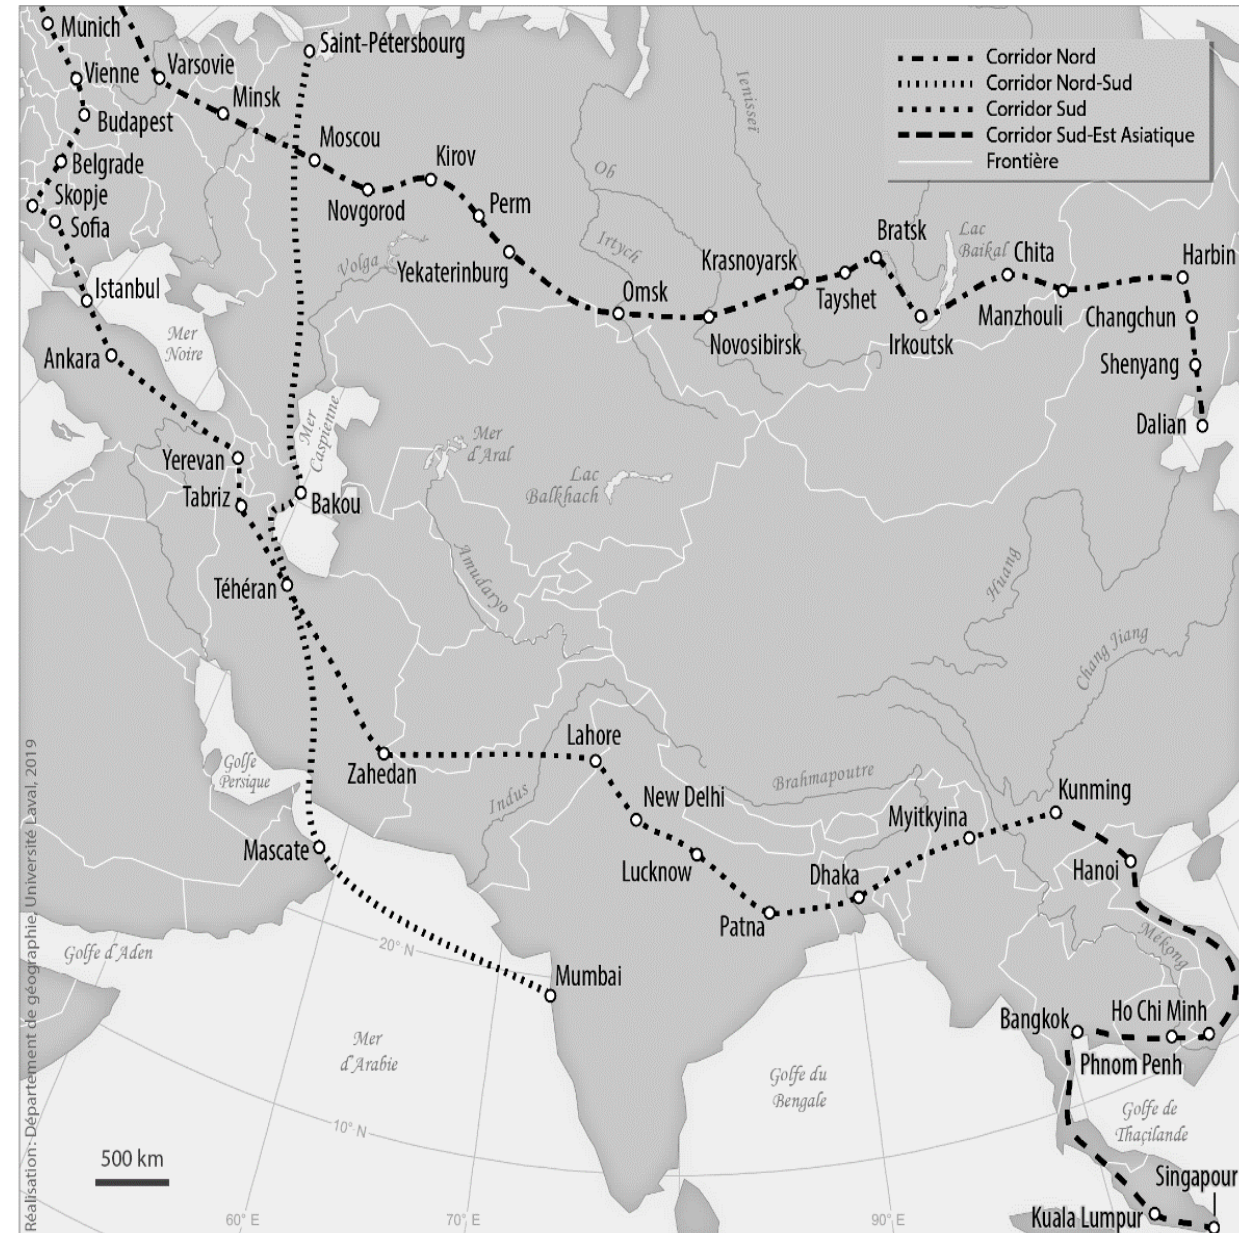 Munich
Vienne
Budapest
Belgrade
Skopje
Sofia
Istanbul
Ankara
Varsovie
Minsk
Saint-Pétersbourg
Moscou
Novgorod
Kirov
Perm
Yekaterinburg
Omsk
Novosibirsk
Krasnoyarsk
Tayshet
Bratsk
Irkoutsk
Lac
Baïkal
Chita
Manzhouli
Harbin
Changchun
Shenyang
Dalian
Corridor Nord
Corridor Nord-Sud
Corridor Sud
Corridor Sud-Est Asiatique
Frontière
Ienisseï
Ob
Irtych
Volga
Mer
Noire
Mer
Caspienne
Mer
d'Aral
Lac
Balkhach
Yerevan
Tabriz
Bakou
Téhéran
Amudaryo
Huang
Chang Jiang
Zahedan
Golfe
Persique
Mascate
Indus
Lahore
New Delhi
Lucknow
Patna
Brahmapoutre
Dhaka
Myitkyina
Kunming
Hanoi
Mékong
Ho Chi Minh
Bangkok
Phnom Penh
Golfe de
Thaçilande
Singapour
Kuala Lumpur
Golfe d'Aden
Mumbai
Mer
d'Arabie
Golfe du
Bengale
20° N
10° N
60° E
70° E
90° E
500 km
Réalisation: Département de géographie, Université Laval, 2019